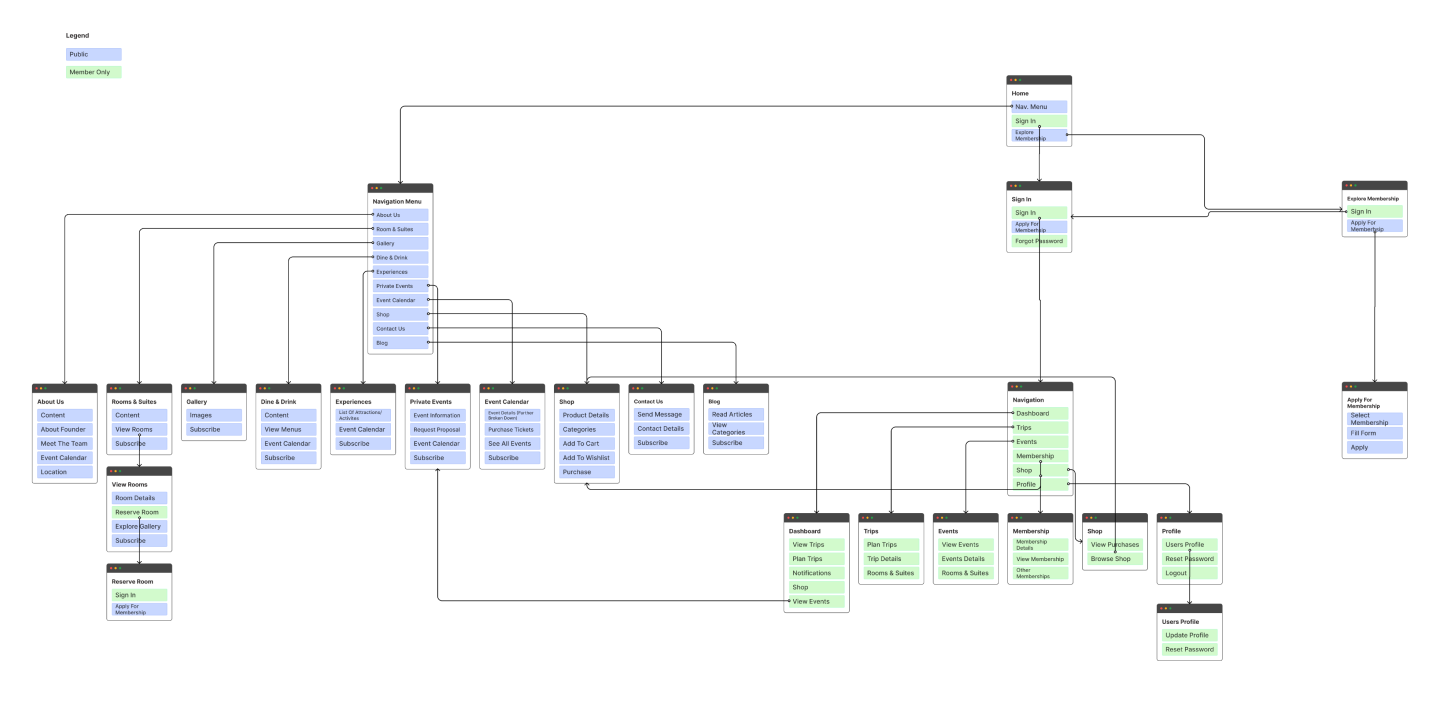 Legend
Public
Member Only
Home
Nav. Menu
Sign In
Explore
Membership
Navigation Menu
About Us
Room & Suites
Gallery
Dine & Drink
Experiences
Private Events
Event Calendar
Shop
Contact Us
Blog
Sign In
Sign In
Apply For
Memberhsip
Forgot Password
Explore Membership
Sign In
Apply For
Memberhsip
About Us
Content
About Founder
Meet The Team
Event Calendar
Location
Rooms & Suites
Content
View Rooms
Subscribe
Gallery
Images
Subscribe
Dine & Drink
Content
View Menus
Event Calendar
Subscribe
Experiences
List Of Attractions/
Activites
Event Calendar
Subscribe
Private Events
Event Information
Request Proposal
Event Calendar
Subscribe
Event Calendar
Event Details (Further
Broken Down)
Purchase Tickets
See All Events
Subscribe
Shop
Product Details
Categories
Add To Cart
Add To Wishlist
Purchase
Contact Us
Send Message
Contact Details
Subscribe
Blog
Read Articles
View
Categories
Subscribe
Navigation
Dashboard
Trips
Events
Membership
Shop
Profile
Apply For
Membership
Select
Membership
Fill Form
Apply
View Rooms
Room Details
Reserve Room
Explore Gallery
Subscribe
Reserve Room
Sign In
Apply For
Membership
Dashboard
View Trips
Plan Trips
Notifications
Shop
View Events
Trips
Plan Trips
Trip Details
Rooms & Suites
Events
View Events
Events Details
Rooms & Suites
Membership
Membership
Details
View Membership
Other
Memberships
Shop
View Purchases
Browse Shop
Profile
Users Profile
Reset Password
Logout
Users Profile
Update Profile
Reset Password